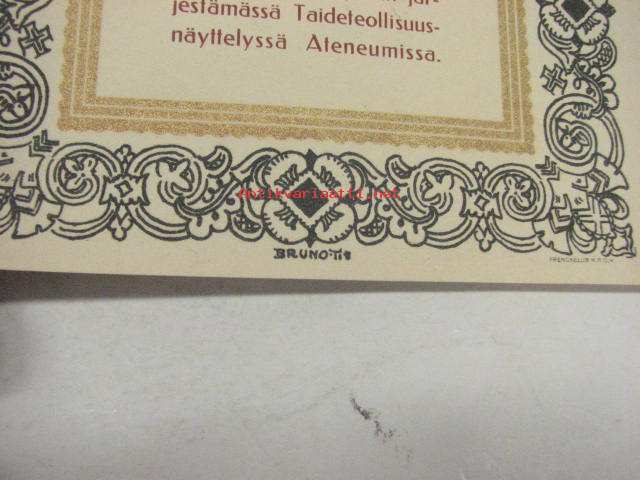 jestämässä Taideteollisuus-
näyttelyssä Ateneumissa.
Antikvariaatti.net
BRUNO·T